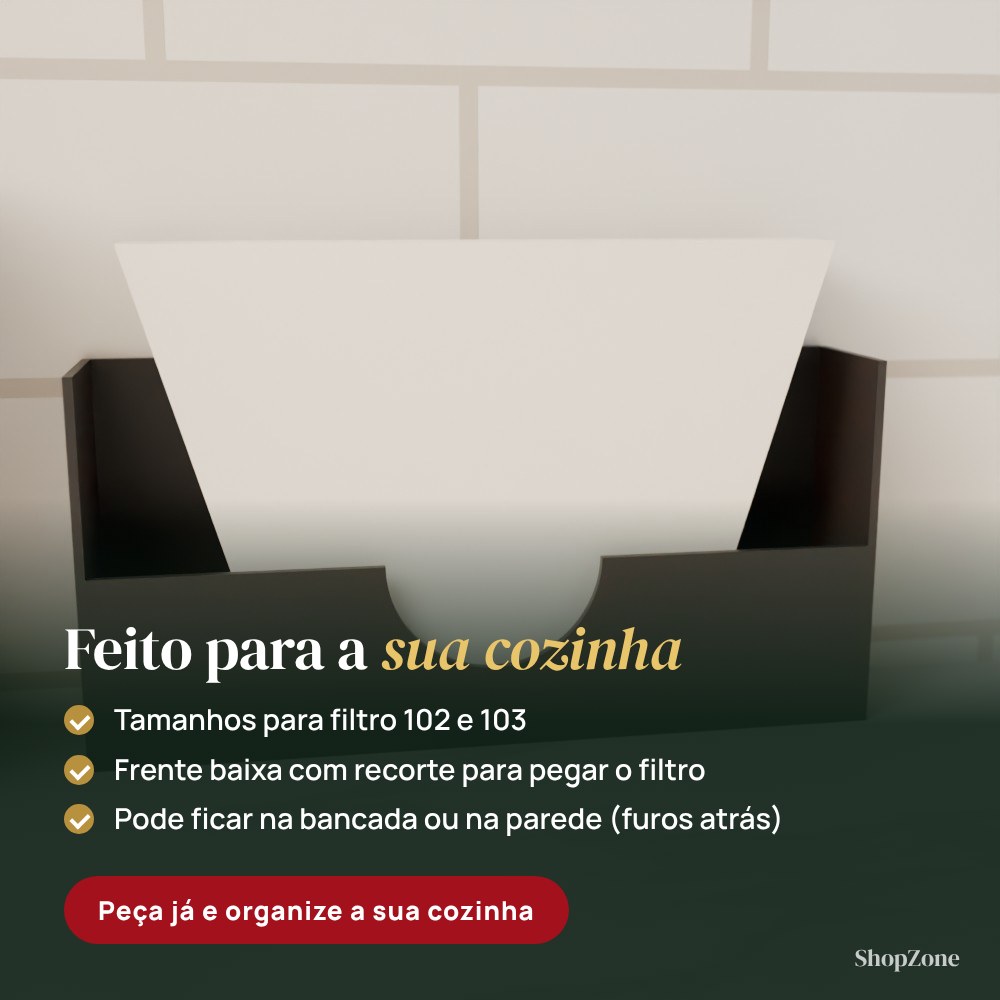 Feito para a sua cozinha
Tamanhos para filtro 102 e 103
Frente baixa com recorte para pegar o filtro
Pode ficar na bancada ou na parede (furos atrás)
Peça já e organize a sua cozinha
ShopZone